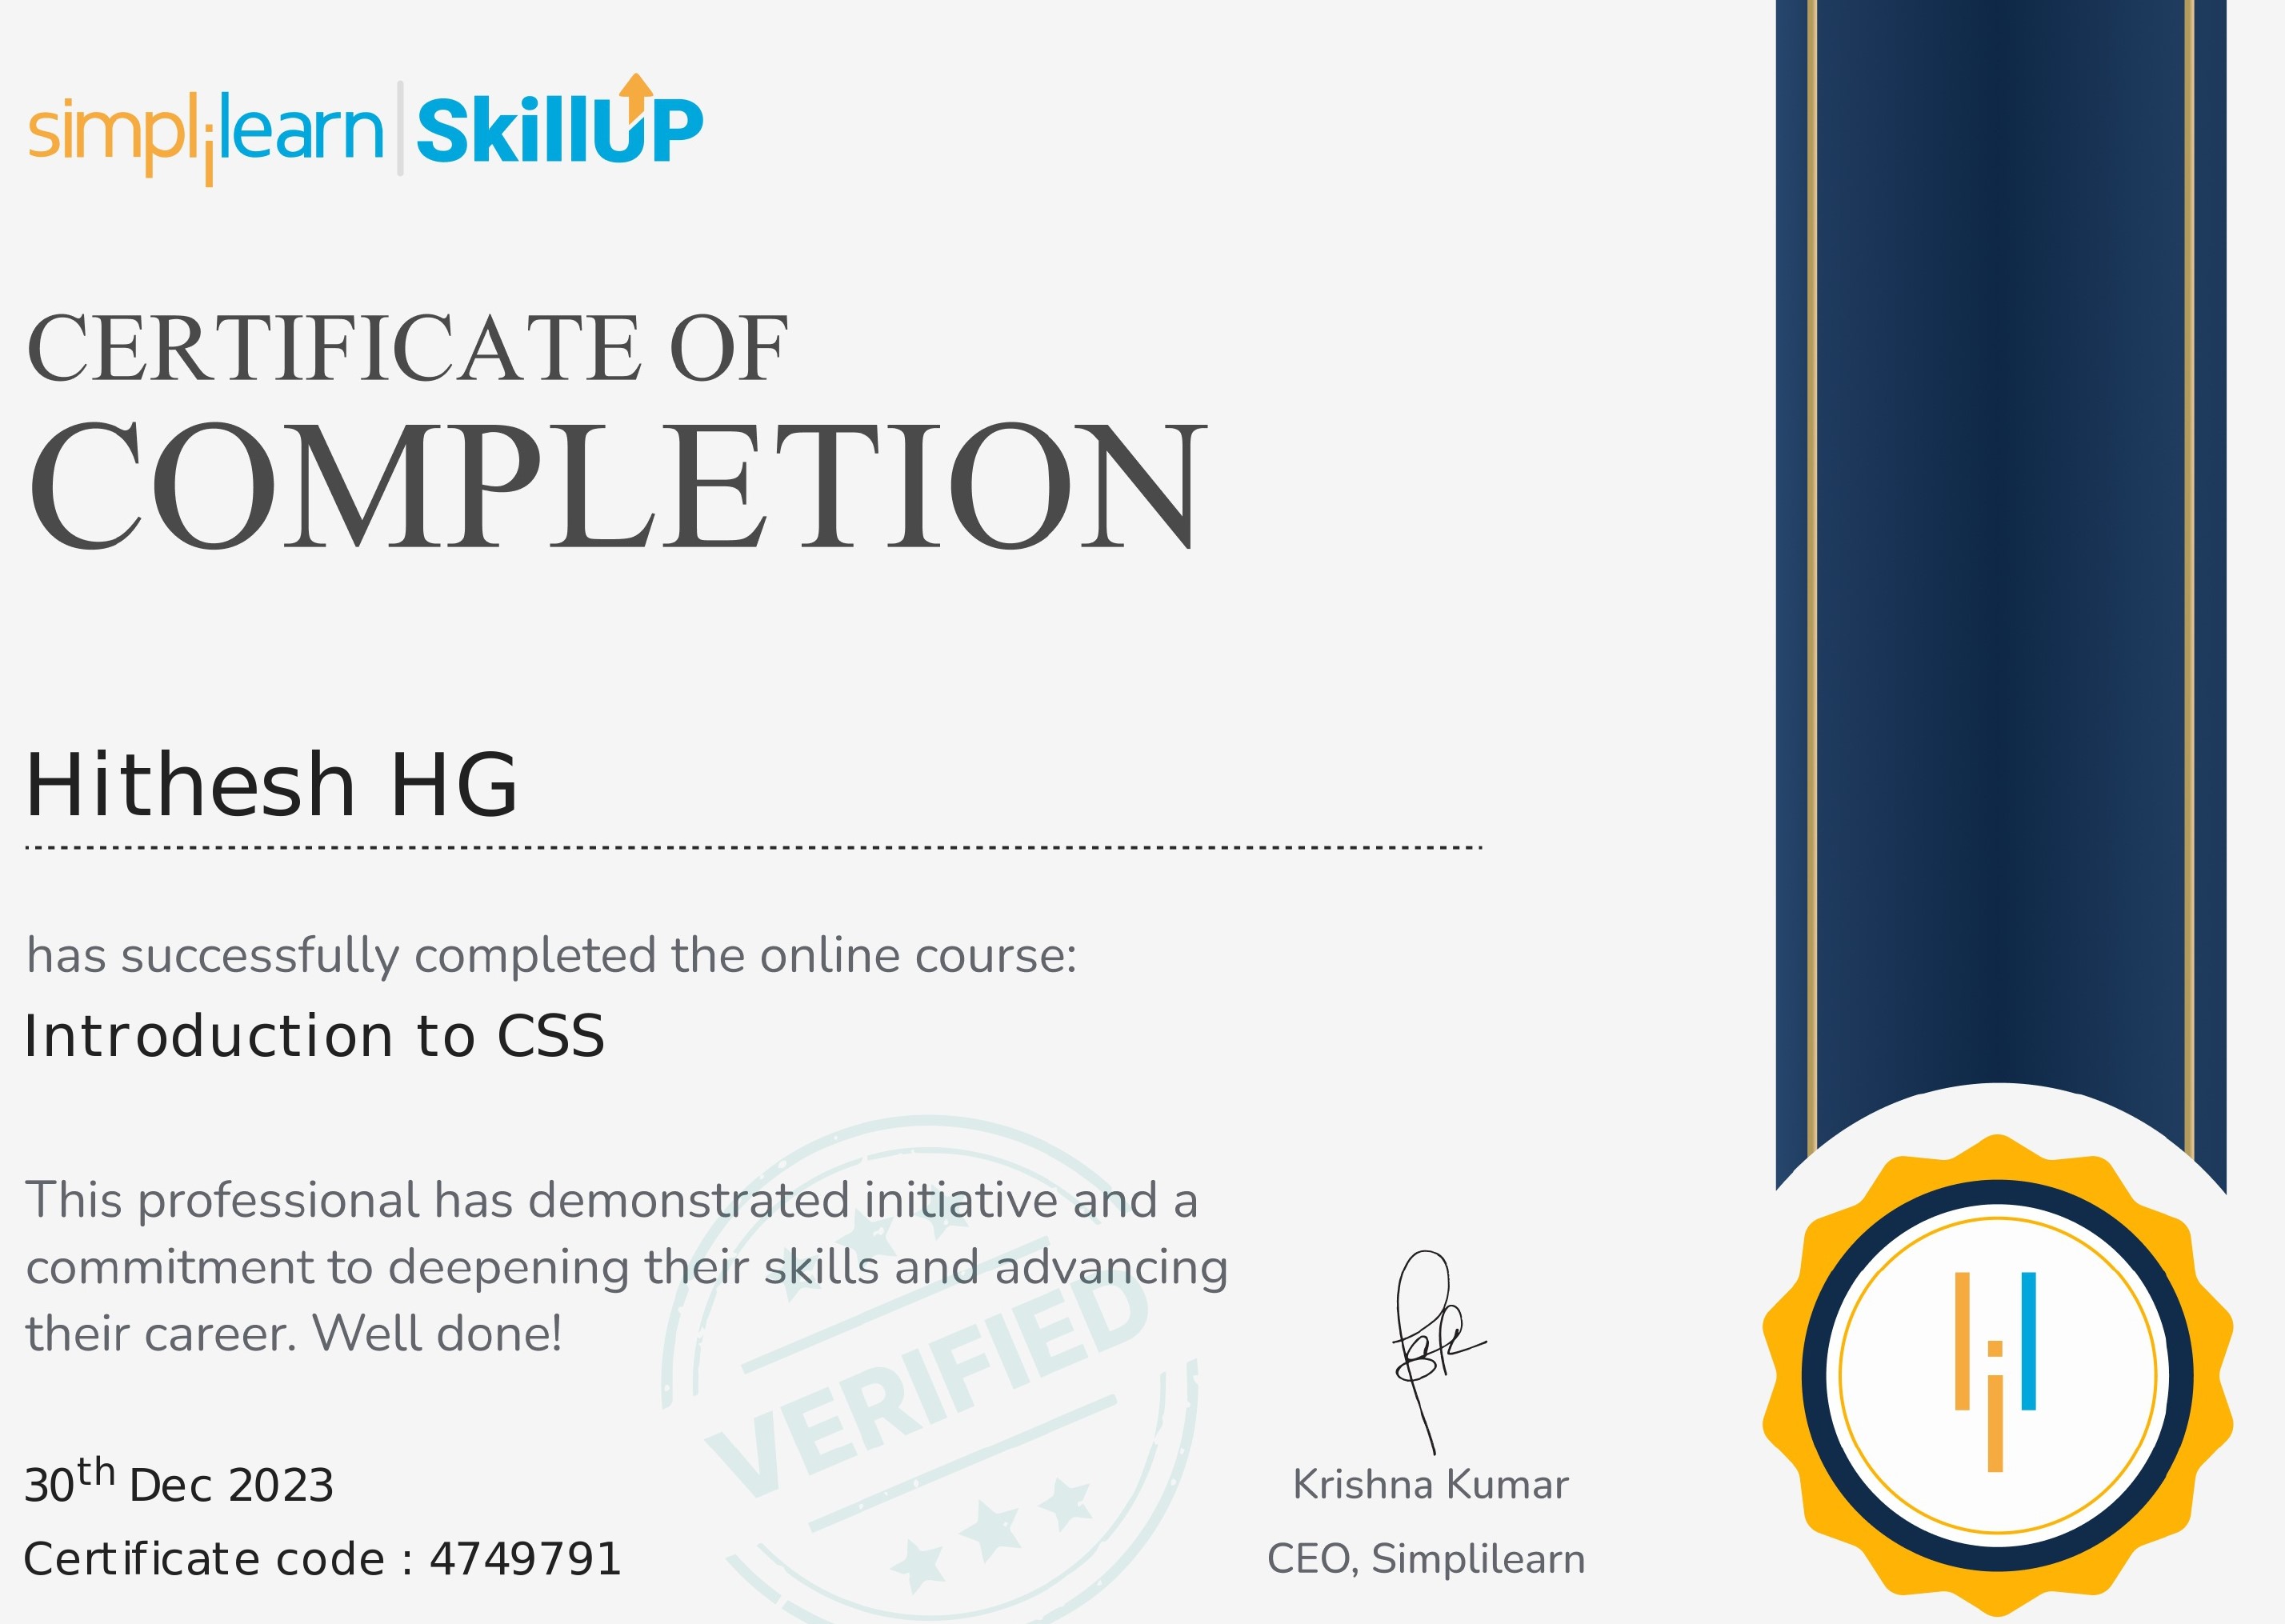 simplilearn | SkillUP
CERTIFICATE OF
COMPLETION
Hithesh HG
has successfully completed the online course:
Introduction to CSS
This professional has demonstrated initiative and a
commitment to deepening their skills and advancing
their career. Well done!
VERIFIED
30th Dec 2023
Certificate code : 4749791
Krishna Kumar
CEO, Simplilearn